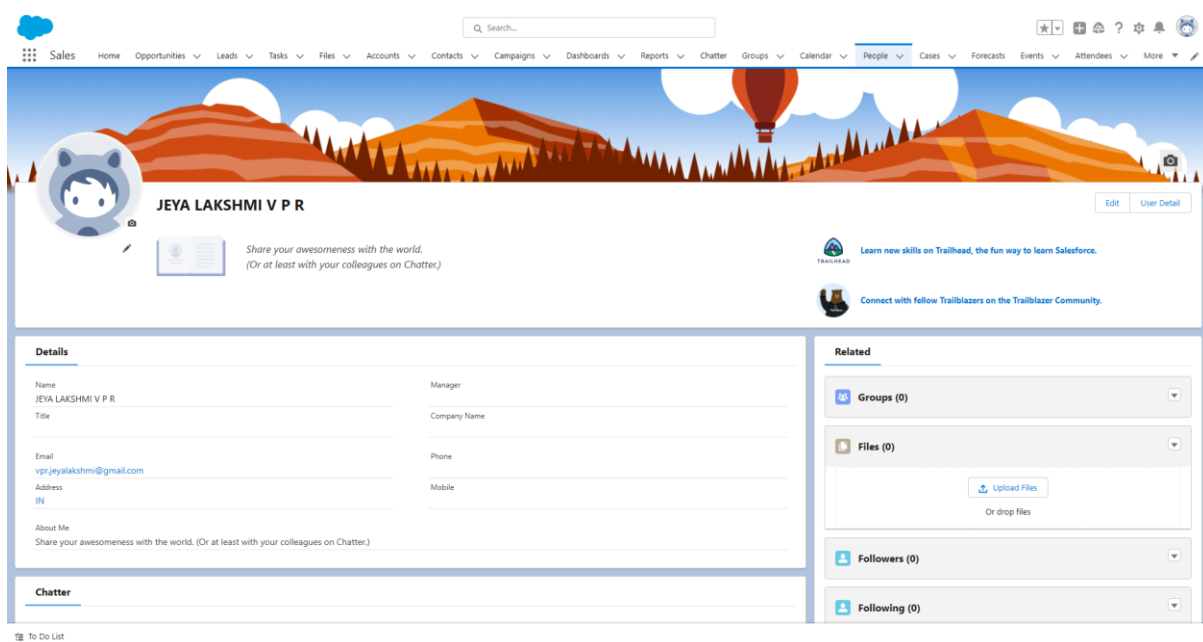 Search...
Sales Home Opportunities Leads Tasks Files Accounts Contacts Campaigns Dashboards Reports Chatter Groups Calendar People Cases Forecasts Events Attendees More
JEYA LAKSHMI V P R
Edit User Detail
Share your awesomeness with the world.
(Or at least with your colleagues on Chatter.)
TRAILHEAD
Learn new skills on Trailhead, the fun way to learn Salesforce.
Connect with fellow Trailblazers on the Trailblazer Community.
Details
Name
JEYA LAKSHMI V P R
Manager
Title
Company Name
Email
vpr.jeyalakshmi@gmail.com
Phone
Address
IN
Mobile
About Me
Share your awesomeness with the world. (Or at least with your colleagues on Chatter.)
Chatter
Related
Groups (0)
Files (0)
Upload Files
Or drop files
Followers (0)
Following (0)
To Do List